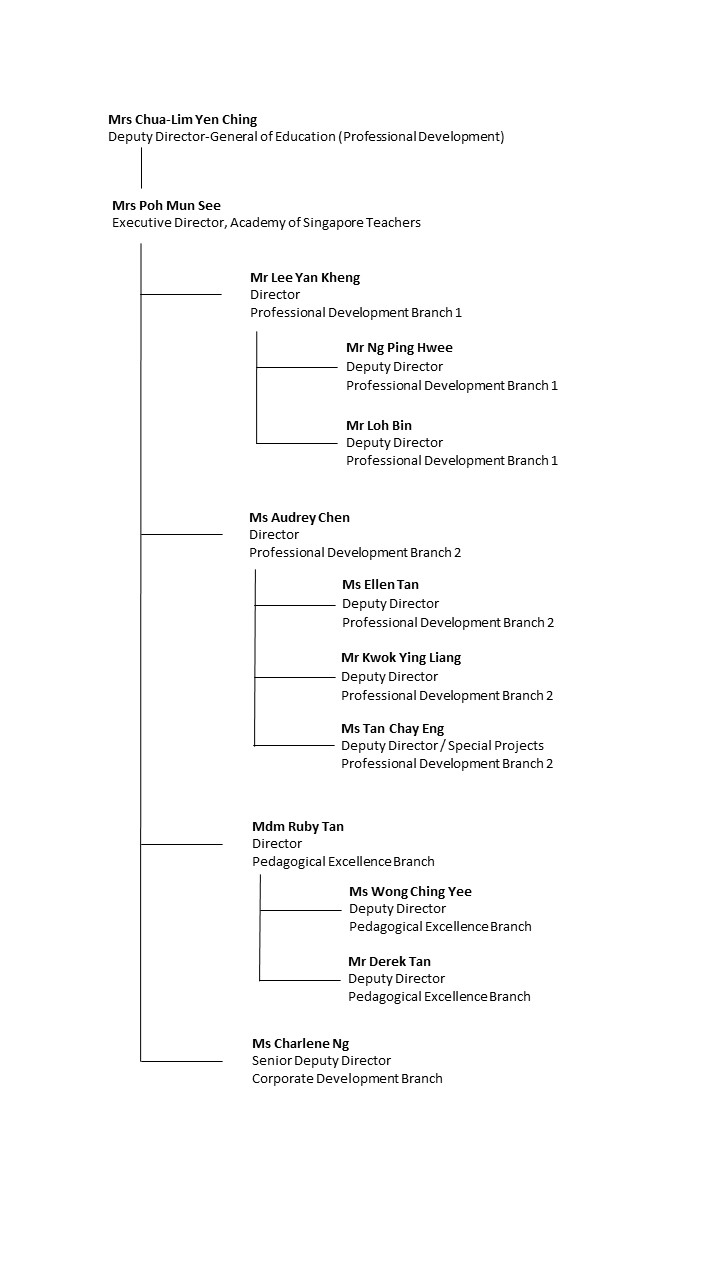 Mrs Chua-Lim Yen Ching
Deputy Director-General of Education (Professional Development)
Mrs Poh Mun See
Executive Director, Academy of Singapore Teachers
Mr Lee Yan Kheng
Director
Professional Development Branch 1
Mr Ng Ping Hwee
Deputy Director
Professional Development Branch 1
Mr Loh Bin
Deputy Director
Professional Development Branch 1
Ms Audrey Chen
Director
Professional Development Branch 2
Ms Ellen Tan
Deputy Director
Professional Development Branch 2
Mr Kwok Ying Liang
Deputy Director
Professional Development Branch 2
Ms Tan Chay Eng
Deputy Director / Special Projects
Professional Development Branch 2
Mdm Ruby Tan
Director
Pedagogical Excellence Branch
Ms Wong Ching Yee
Deputy Director
Pedagogical Excellence Branch
Mr Derek Tan
Deputy Director
Pedagogical Excellence Branch
Ms Charlene Ng
Senior Deputy Director
Corporate Development Branch